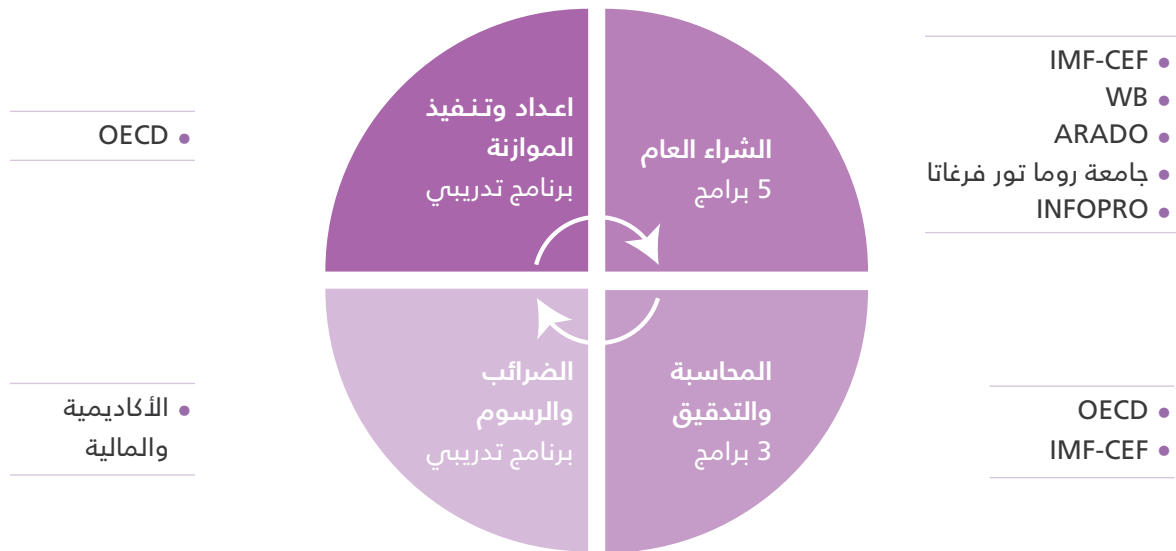 • IMF-CEF
• WB
• ARADO
• جامعة روما تور فرغاتا
• INFOPRO
الشراء العام
5 برامج
اعداد وتنفيذ
الموازنة
برنامج تدريبي
• OECD
• OECD
• IMF-CEF
المحاسبة
والتدقيق
3 برامج
الضرائب
والرسوم
برنامج تدريبي
• الأكاديمية
والمالية